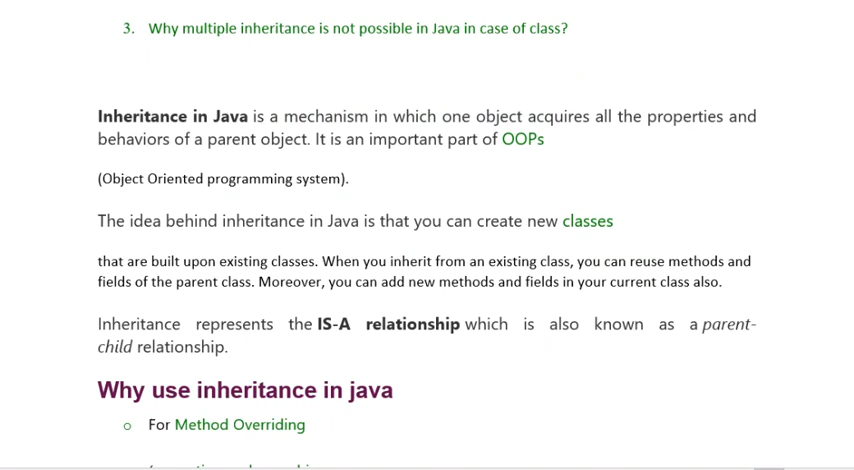 3. Why multiple inheritance is not possible in Java in case of class?
Inheritance in Java is a mechanism in which one object acquires all the properties and
behaviors of a parent object. It is an important part of OOPs
(Object Oriented programming system).
The idea behind inheritance in Java is that you can create new classes
that are built upon existing classes. When you inherit from an existing class, you can reuse methods and
fields of the parent class. Moreover, you can add new methods and fields in your current class also.
Inheritance represents the IS-A relationship which is also known as a parent-
child relationship.
Why use inheritance in java
o For Method Overriding